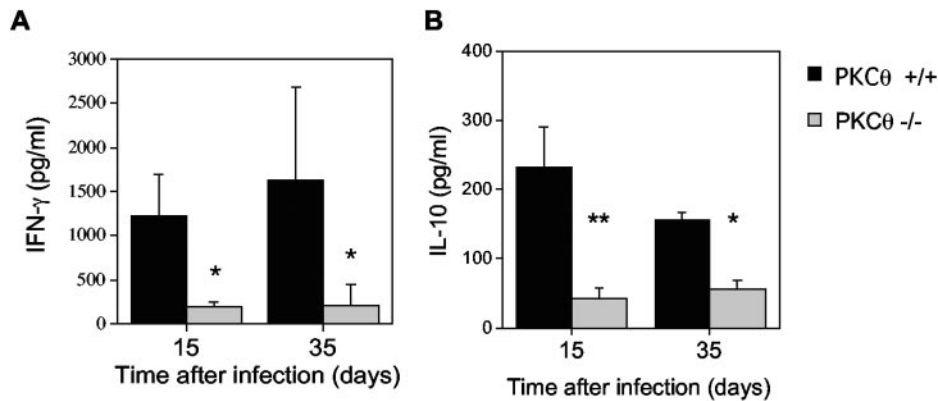 A
3000
2500
2000
1500
1000
500
0
IFN-γ (pg/ml)
*
*
15 35
Time after infection (days)
B
400
300
200
100
0
IL-10 (pg/ml)
**
*
15 35
Time after infection (days)
PKCθ +/+
PKCθ -/-